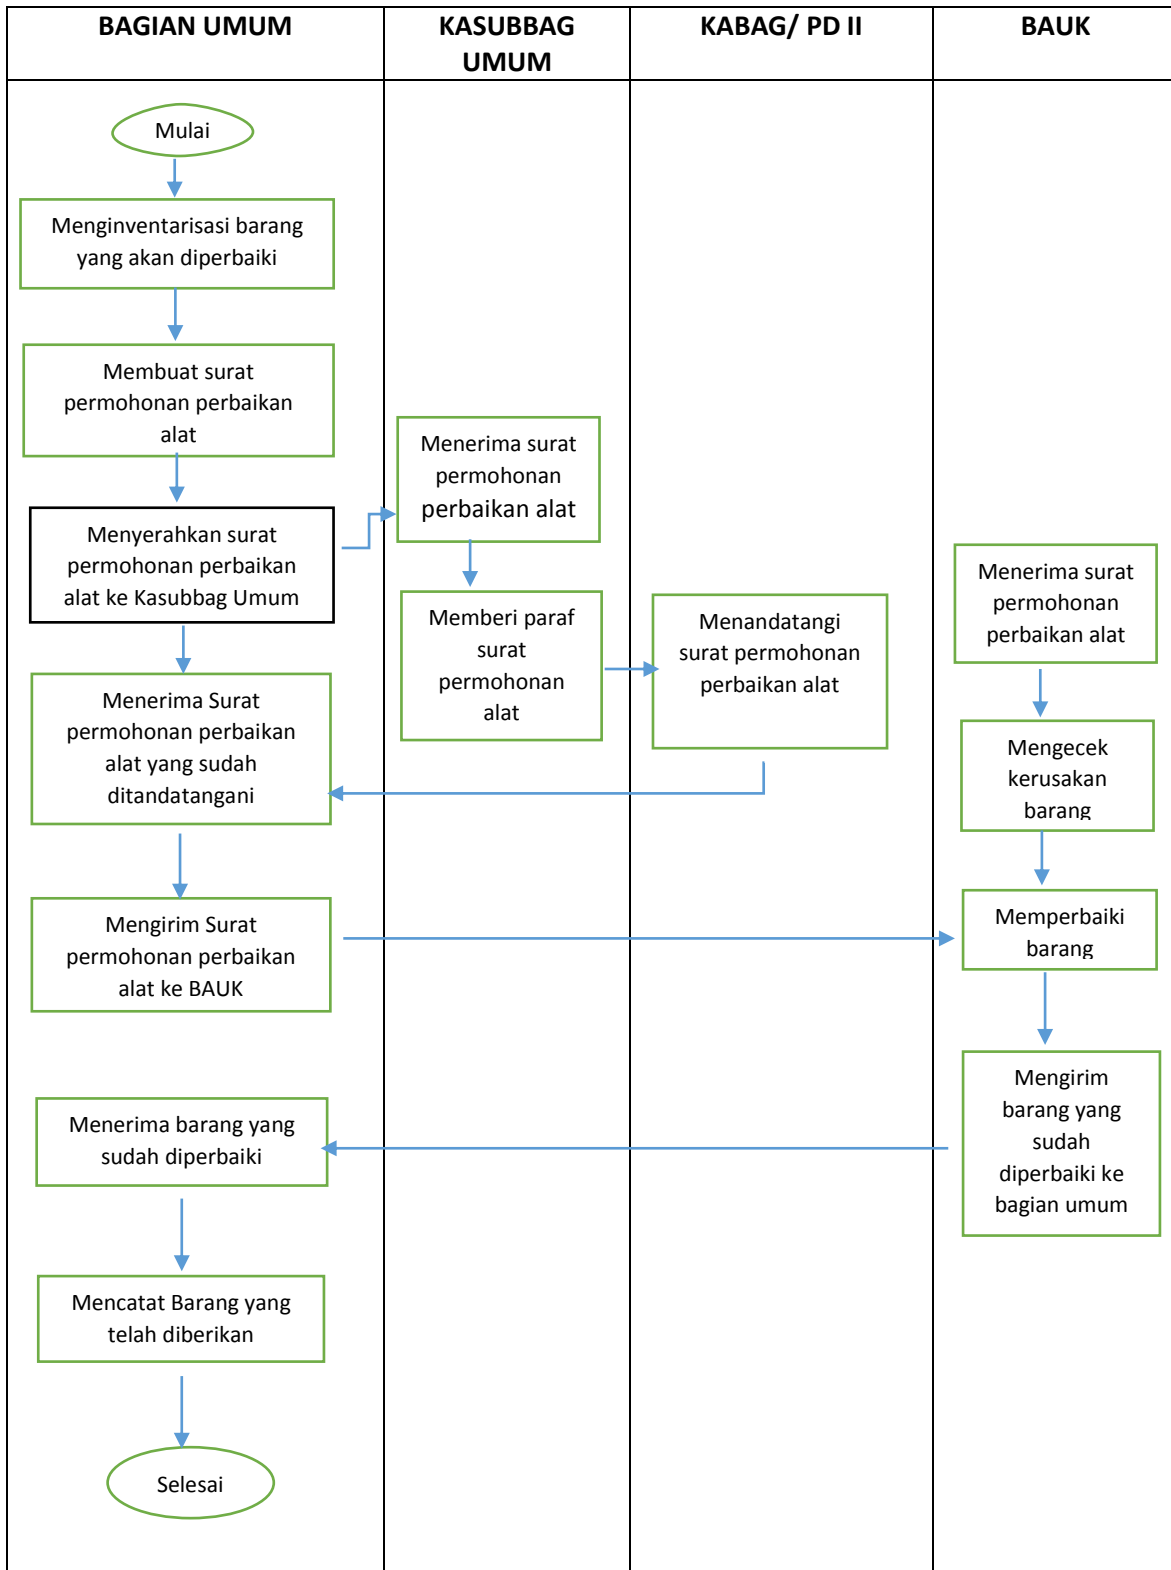 BAGIAN UMUM
KASUBBAG
UMUM
KABAG/ PD II
BAUK
Mulai
Menginventarisasi barang
yang akan diperbaiki
Membuat surat
permohonan perbaikan
alat
Menyerahkan surat
permohonan perbaikan
alat ke Kasubbag Umum
Menerima Surat
permohonan perbaikan
alat yang sudah
ditandatangani
Mengirim Surat
permohonan perbaikan
alat ke BAUK
Menerima barang yang
sudah diperbaiki
Mencatat Barang yang
telah diberikan
Selesai
Menerima surat
permohonan
perbaikan alat
Memberi paraf
surat
permohonan
alat
Menandatangi
surat permohonan
perbaikan alat
Menerima surat
permohonan
perbaikan alat
Mengecek
kerusakan
barang
Memperbaiki
barang
Mengirim
barang yang
sudah
diperbaiki ke
bagian umum